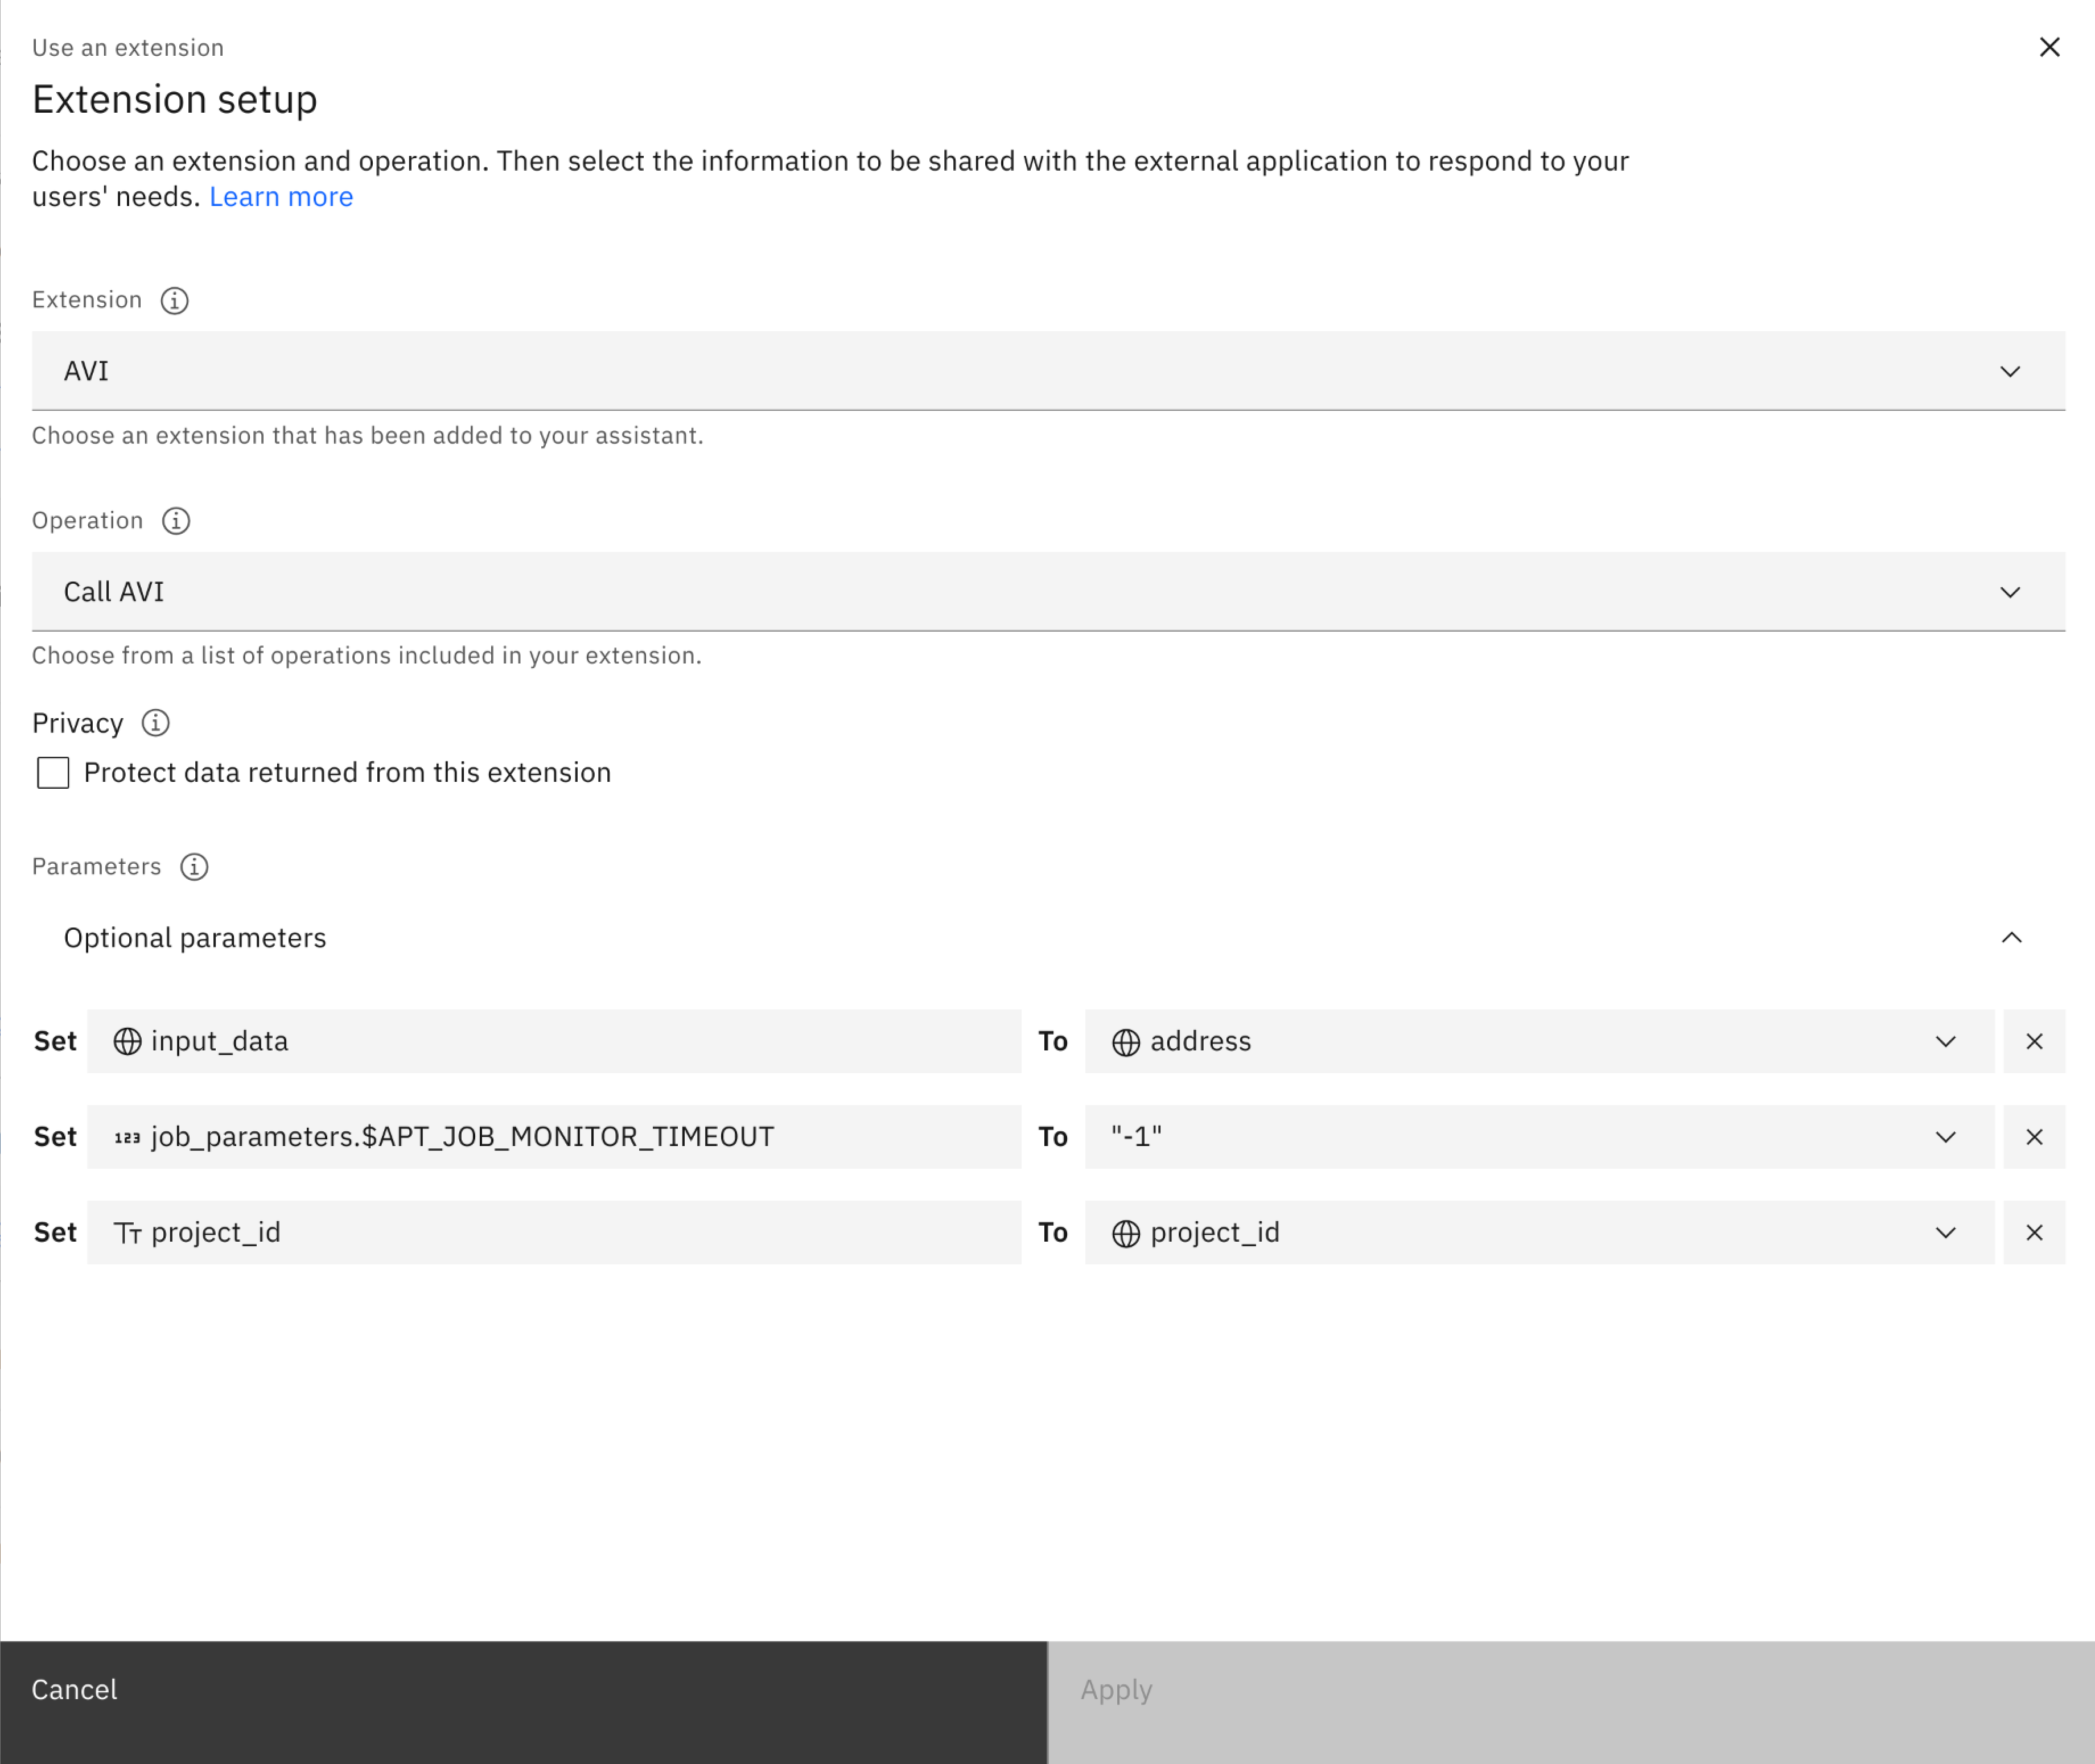 Use an extension
Extension setup
Choose an extension and operation. Then select the information to be shared with the external application to respond to your
users' needs. Learn more
Extension
AVI
Choose an extension that has been added to your assistant.
Operation
Call AVI
Choose from a list of operations included in your extension.
Privacy
Protect data returned from this extension
Parameters
Optional parameters
Set input_data To address
Set 123 job_parameters.$APT_JOB_MONITOR_TIMEOUT To "-1"
Set Tт project_id To project_id
Cancel Apply